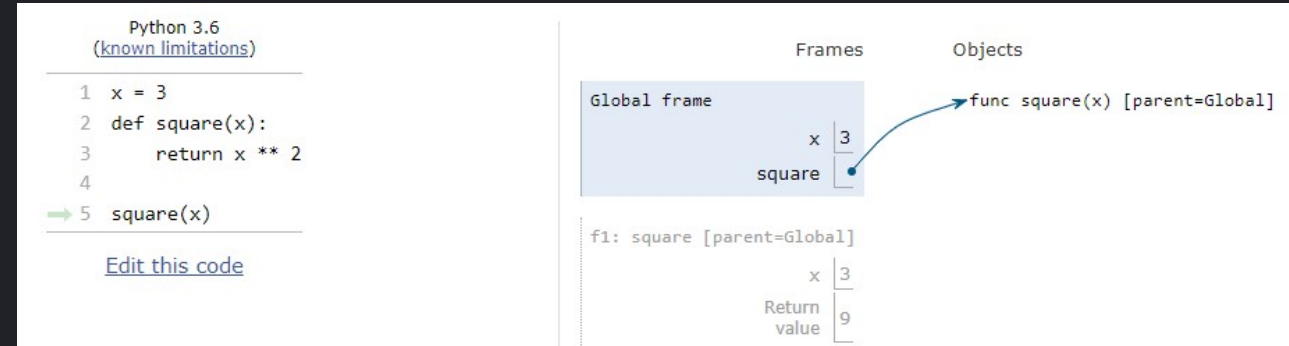 Python 3.6
(known limitations)
1 x = 3
2 def square(x):
3     return x ** 2
4
5 square(x)
Edit this code
Frames Objects
Global frame
x 3
square
func square(x) [parent=Global]
f1: square [parent=Global]
x 3
Return
value 9